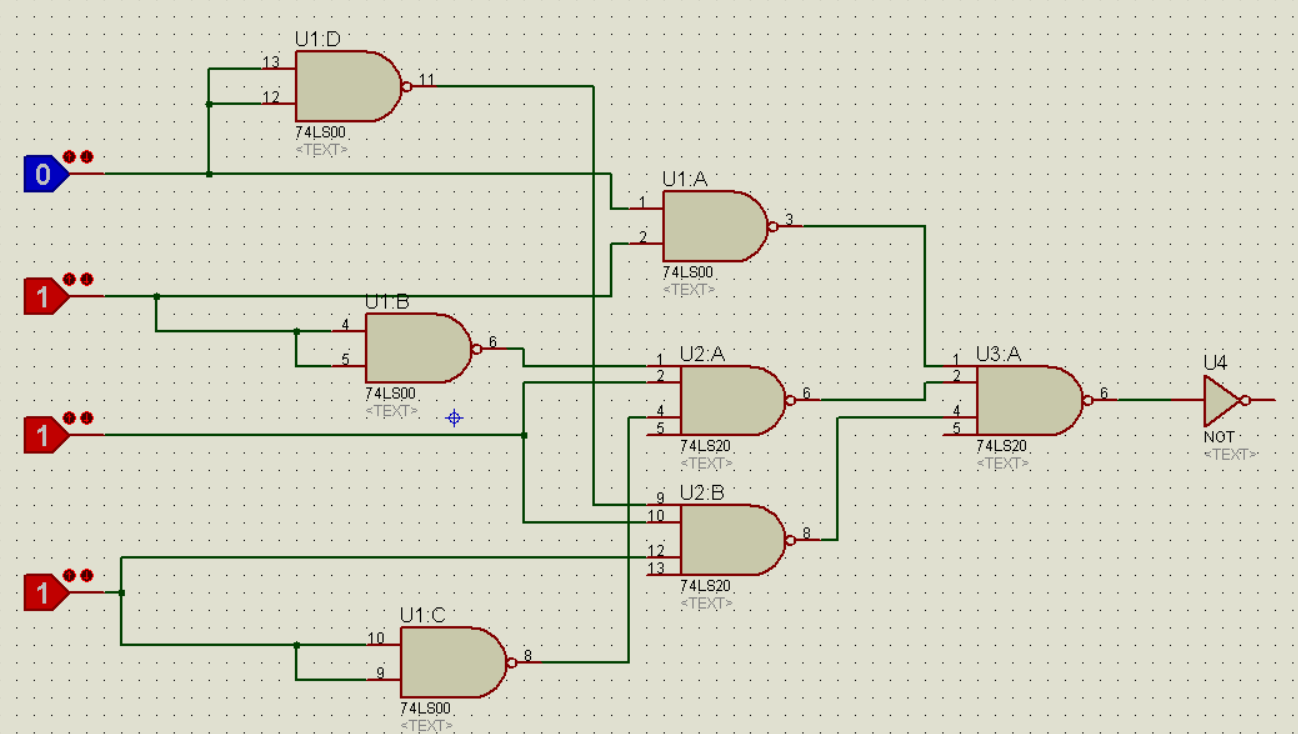 U1:D
13
11
12
74LS00
<TEXT>
0
U1:A
1
3
2
74LS00
<TEXT>
1
U1:B
4
6
5
74LS00
<TEXT>
U2:A
1
2
6
4
5
74LS20
<TEXT>
U3:A
1
2
6
4
5
74LS20
<TEXT>
U4
NOT
<TEXT>
1
U2:B
9
10
8
12
13
74LS20
<TEXT>
1
U1:C
10
8
9
74LS00
<TEXT>